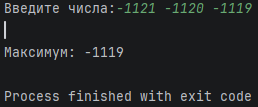 Введите числа:-1121 -1120 -1119
Максимум: -1119
Process finished with exit code